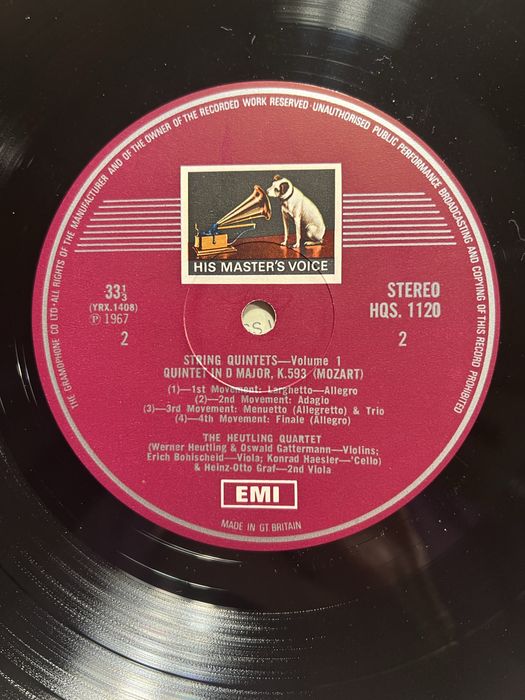 THE GRAMOPHONE CO LTD·ALL RIGHTS OF THE MANUFACTURER AND OF THE OWNER OF THE RECORDED WORK RESERVED·UNAUTHORISED PUBLIC PERFORMANCE BROADCASTING AND COPYING OF THIS RECORD PROHIBITED
HIS MASTER'S VOICE
33⅓
(YRX.1408)
Ⓟ 1967
2
STEREO
HQS. 1120
2
STRING QUINTETS—Volume 1
QUINTET IN D MAJOR, K.593 (MOZART)
(1)—1st Movement: Larghetto—Allegro
(2)—2nd Movement: Adagio
(3)—3rd Movement: Menuetto (Allegretto) & Trio
(4)—4th Movement: Finale (Allegro)
THE HEUTLING QUARTET
(Werner Heutling & Oswald Gattermann—Violins;
Erich Bohlscheid—Viola; Konrad Haesler—'Cello)
& Heinz-Otto Graf—2nd Viola
EMI
MADE IN GT. BRITAIN